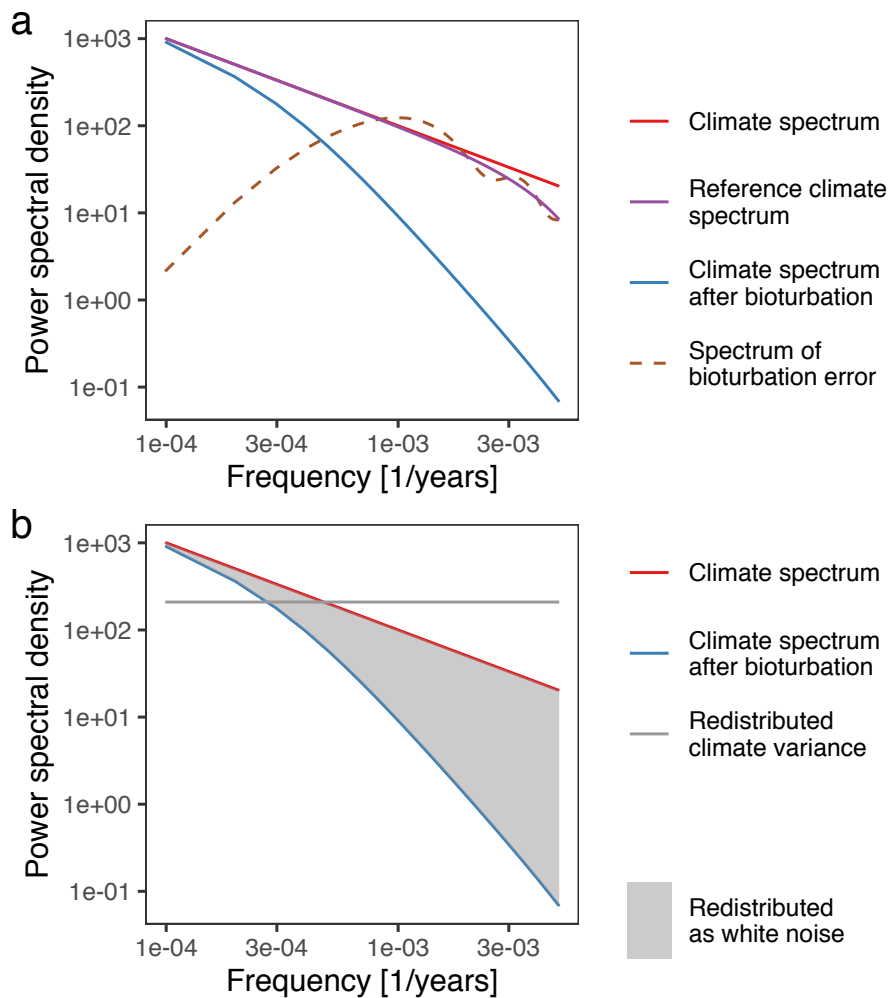 a
Power spectral density
1e+03
1e+02
1e+01
1e+00
1e-01
1e-04
3e-04
1e-03
3e-03
Frequency [1/years]
Climate spectrum
Reference climate
spectrum
Climate spectrum
after bioturbation
Spectrum of
bioturbation error
b
Power spectral density
1e+03
1e+02
1e+01
1e+00
1e-01
1e-04
3e-04
1e-03
3e-03
Frequency [1/years]
Climate spectrum
Climate spectrum
after bioturbation
Redistributed
climate variance
Redistributed
as white noise